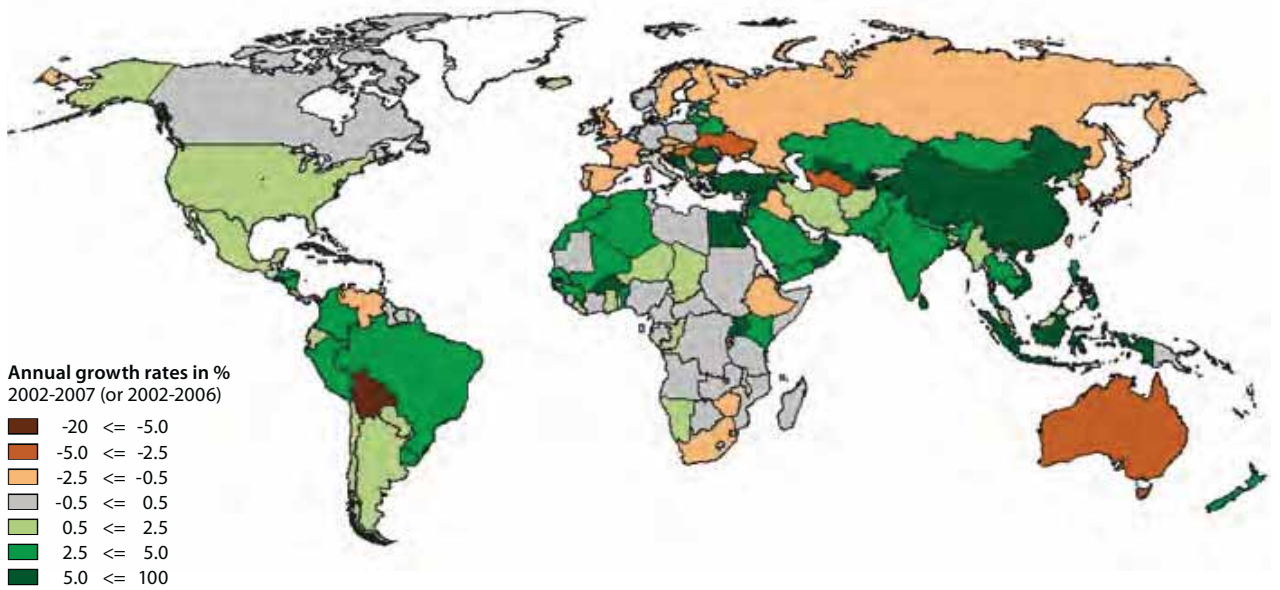 Annual growth rates in %
2002-2007 (or 2002-2006)
-20 <= -5.0
-5.0 <= -2.5
-2.5 <= -0.5
-0.5 <= 0.5
0.5 <= 2.5
2.5 <= 5.0
5.0 <= 100